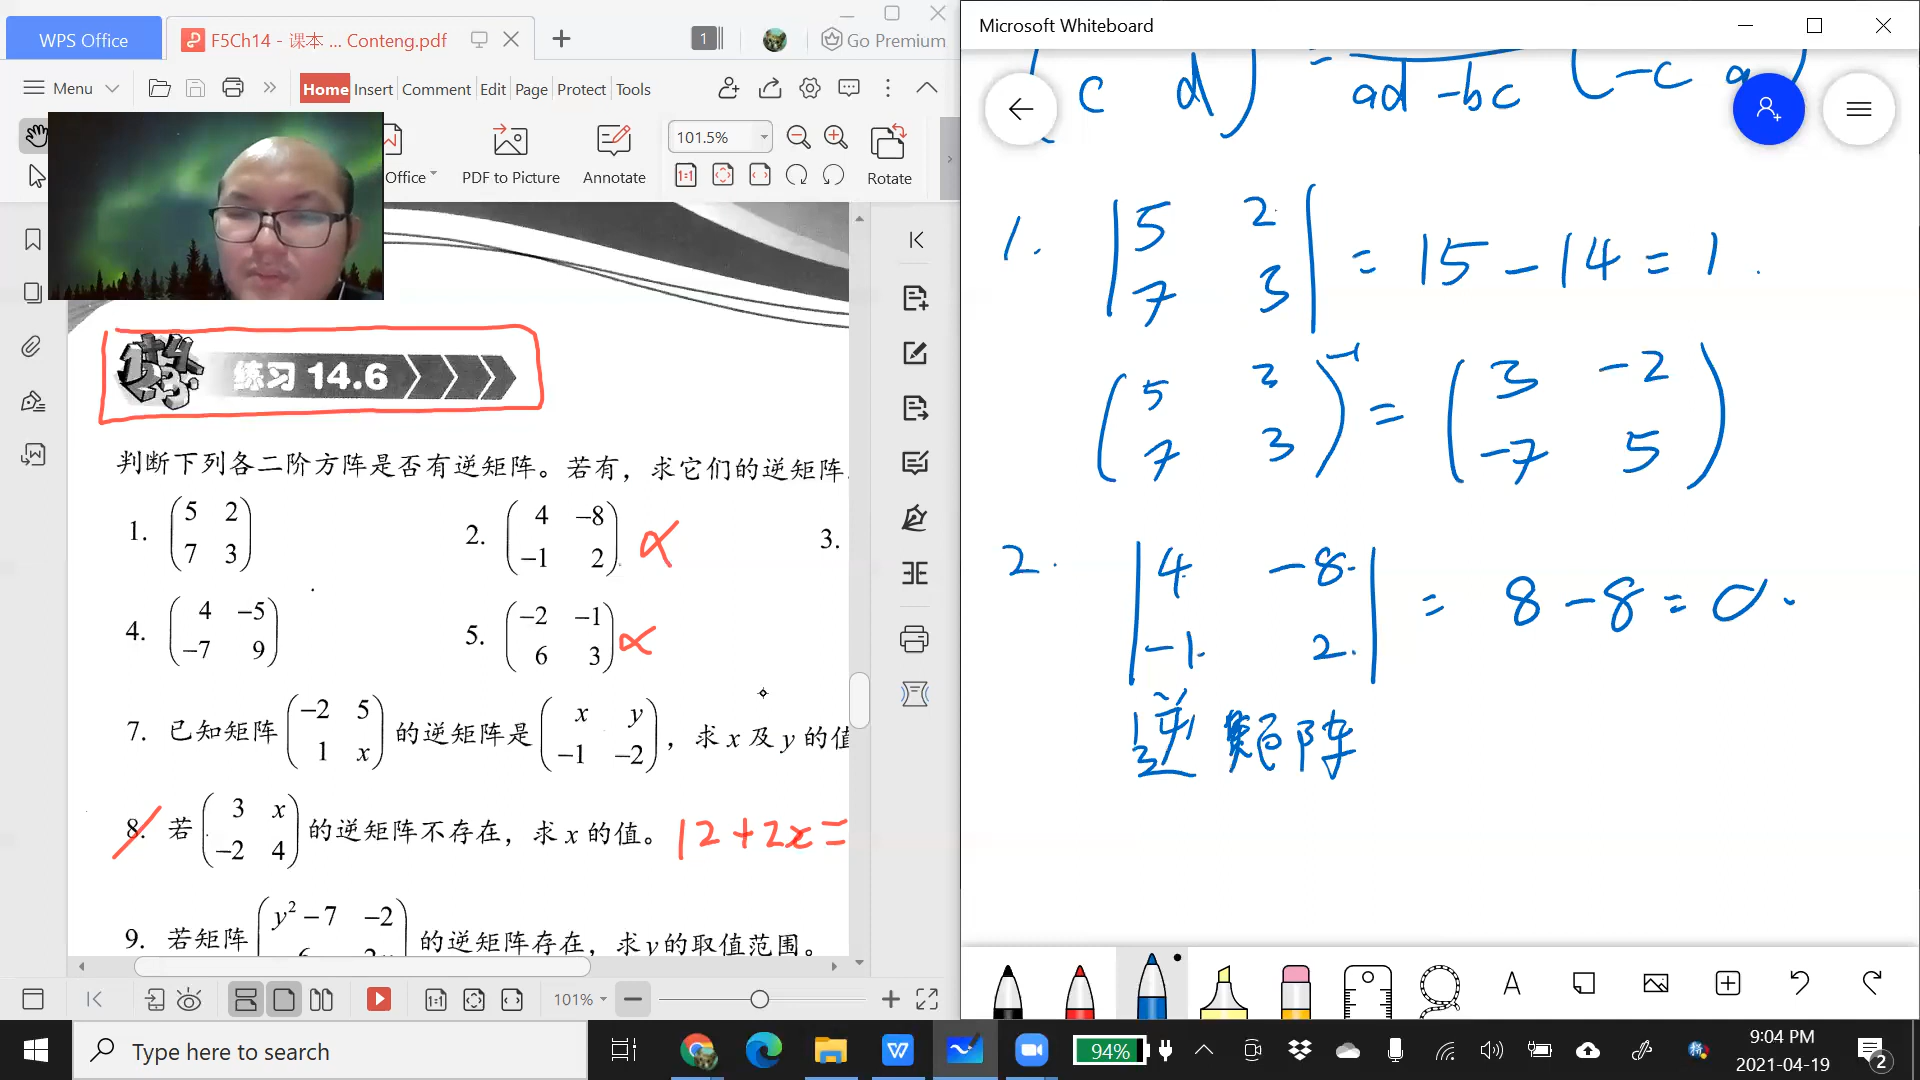 WPS Office
F5Ch14 - 课本 ... Conteng.pdf
1
Go Premium
Menu
Home Insert Comment Edit Page Protect Tools
Office
PDF to Picture
Annotate
101.5%
1:1
Rotate
练习 14.6
判断下列各二阶方阵是否有逆矩阵。若有，求它们的逆矩阵
1. (5 2
7 3)
2. (4 −8
−1 2)
3.
4. (4 −5
−7 9)
5. (−2 −1
6 3)
7. 已知矩阵 (−2 5
1 x) 的逆矩阵是 (x y
−1 −2)，求 x 及 y 的值
8. 若 (3 x
−2 4) 的逆矩阵不存在，求 x 的值。 12 + 2x =
9. 若矩阵 (y² − 7 −2
的逆矩阵存在，求 y 的取值范围。
101%
1:1
Microsoft Whiteboard
c d) = ad - bc (-c a)
1. |5 2
7 3| = 15 - 14 = 1
(5 2
7 3)⁻¹ = (3 -2
-7 5)
2. |4 -8
-1 2| = 8 - 8 = 0.
逆矩阵
Type here to search
94%
9:04 PM
2021-04-19
2